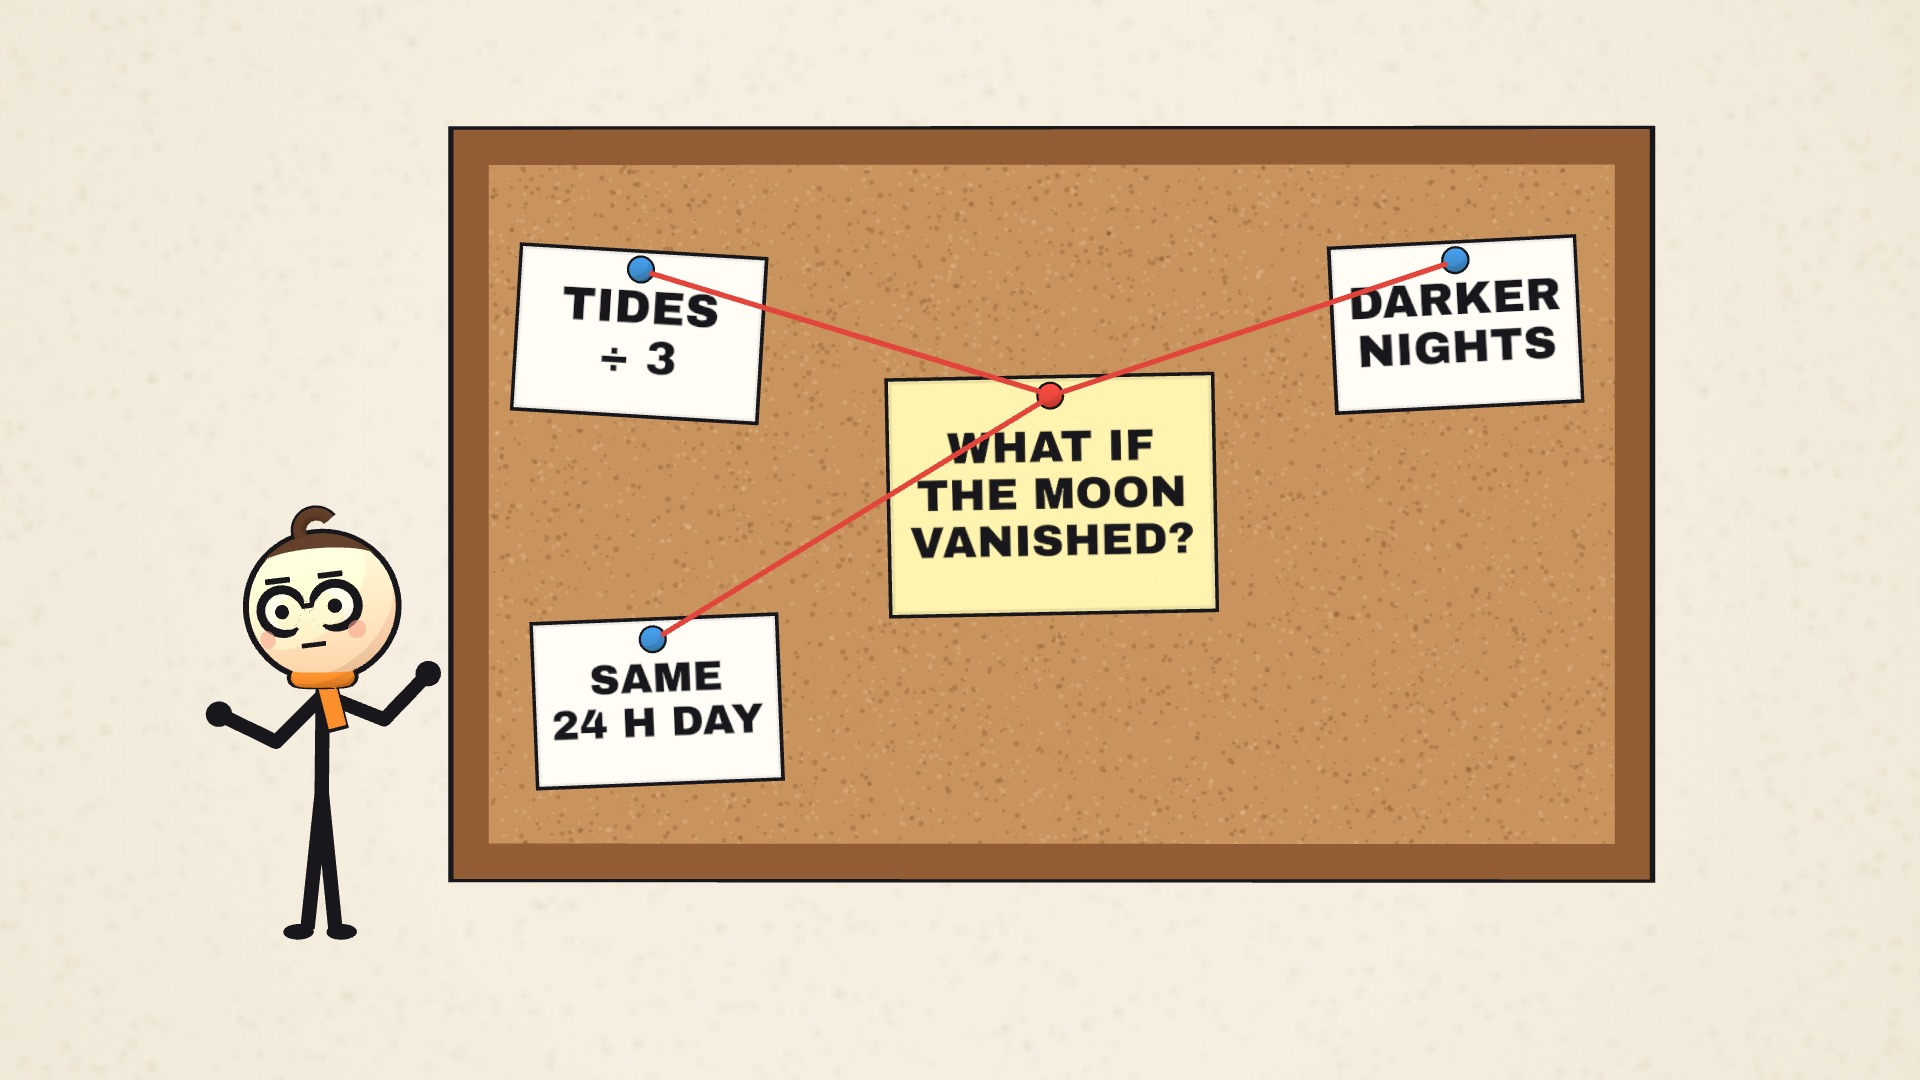 TIDES
÷ 3
DARKER
NIGHTS
WHAT IF
THE MOON
VANISHED?
SAME
24 H DAY